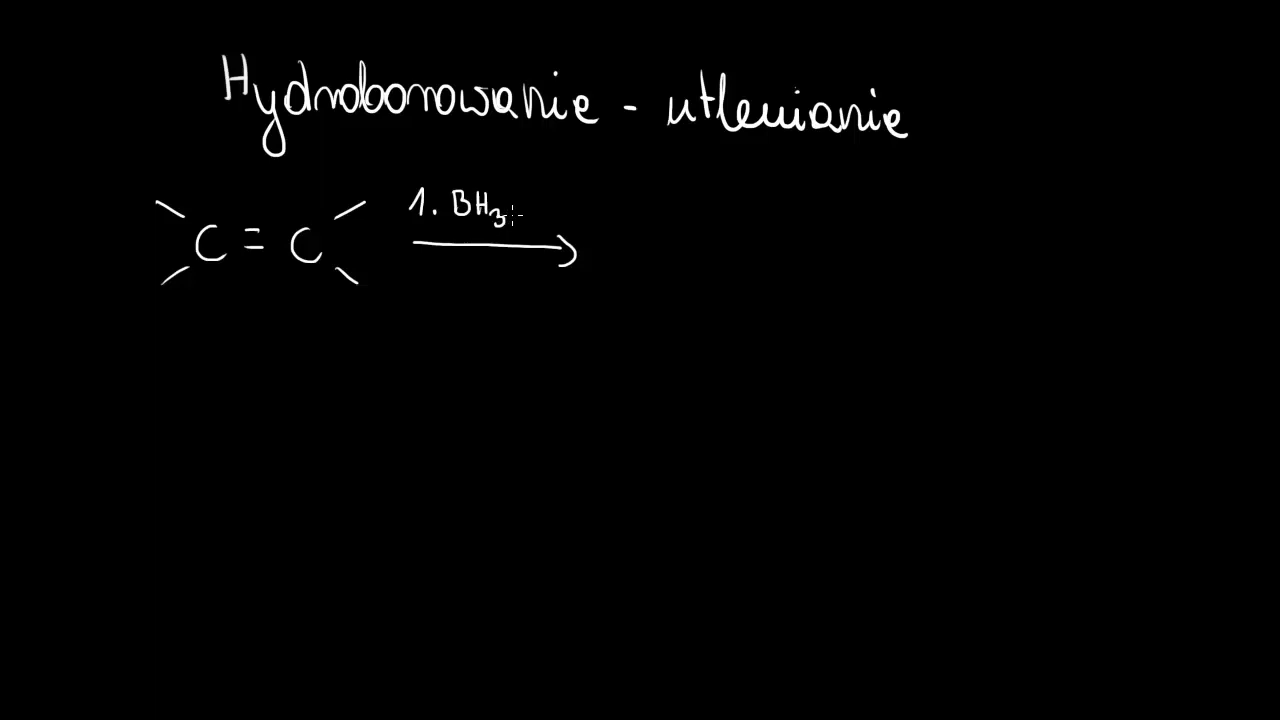 Hydroborowanie - utlenianie
1. BH₃
C = C